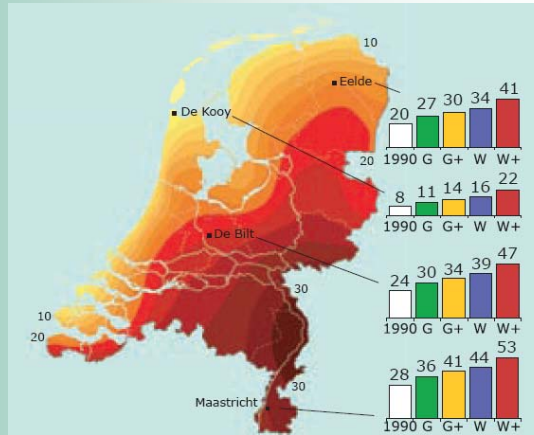 10
Eelde
De Kooy
20
De Bilt
30
10
20
30
Maastricht
20 27 30 34 41
1990 G G+ W W+
8 11 14 16 22
1990 G G+ W W+
24 30 34 39 47
1990 G G+ W W+
28 36 41 44 53
1990 G G+ W W+